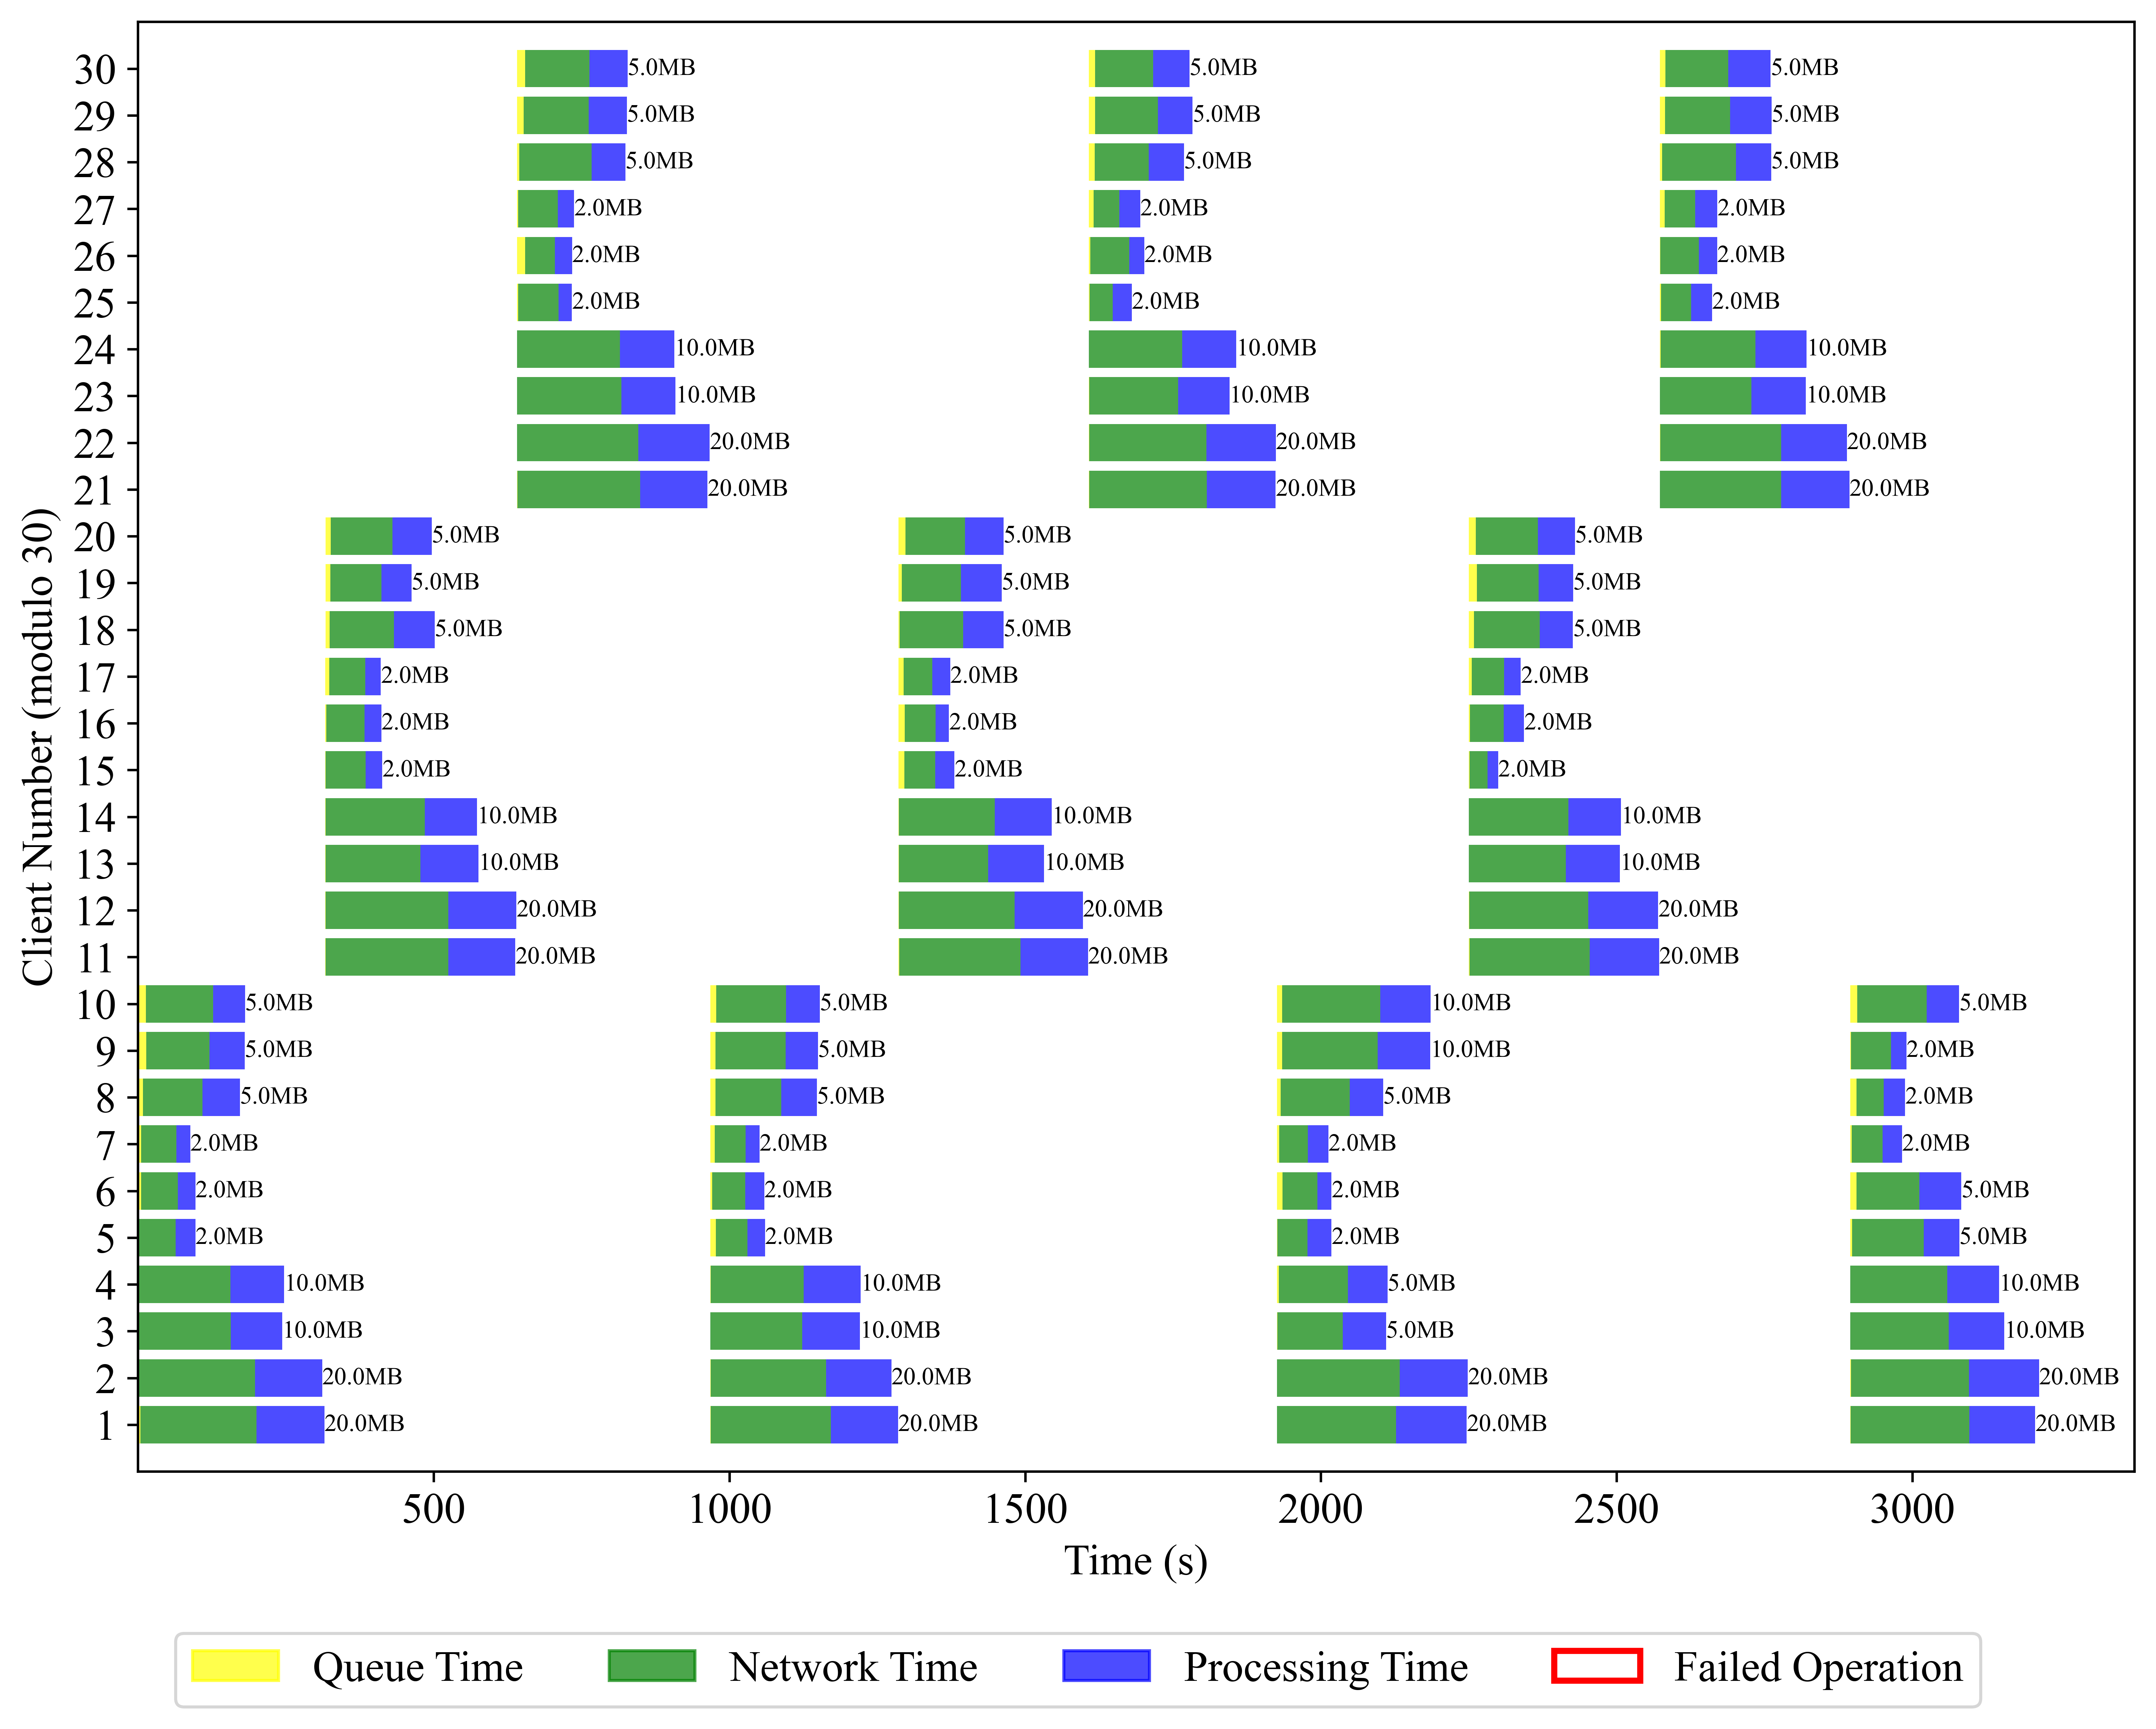 30 5.0MB 5.0MB 5.0MB
29 5.0MB 5.0MB 5.0MB
28 5.0MB 5.0MB 5.0MB
27 2.0MB 2.0MB 2.0MB
26 2.0MB 2.0MB 2.0MB
25 2.0MB 2.0MB 2.0MB
24 10.0MB 10.0MB 10.0MB
23 10.0MB 10.0MB 10.0MB
22 20.0MB 20.0MB 20.0MB
21 20.0MB 20.0MB 20.0MB
20 5.0MB 5.0MB 5.0MB
19 5.0MB 5.0MB 5.0MB
18 5.0MB 5.0MB 5.0MB
17 2.0MB 2.0MB 2.0MB
16 2.0MB 2.0MB 2.0MB
15 2.0MB 2.0MB 2.0MB
14 10.0MB 10.0MB 10.0MB
13 10.0MB 10.0MB 10.0MB
12 20.0MB 20.0MB 20.0MB
11 20.0MB 20.0MB 20.0MB
10 5.0MB 5.0MB 10.0MB 5.0MB
9 5.0MB 5.0MB 10.0MB 2.0MB
8 5.0MB 5.0MB 5.0MB 2.0MB
7 2.0MB 2.0MB 2.0MB 2.0MB
6 2.0MB 2.0MB 2.0MB 5.0MB
5 2.0MB 2.0MB 2.0MB 5.0MB
4 10.0MB 10.0MB 5.0MB 10.0MB
3 10.0MB 10.0MB 5.0MB 10.0MB
2 20.0MB 20.0MB 20.0MB 20.0MB
1 20.0MB 20.0MB 20.0MB 20.0MB
Client Number (modulo 30)
500 1000 1500 2000 2500 3000
Time (s)
Queue Time Network Time Processing Time Failed Operation